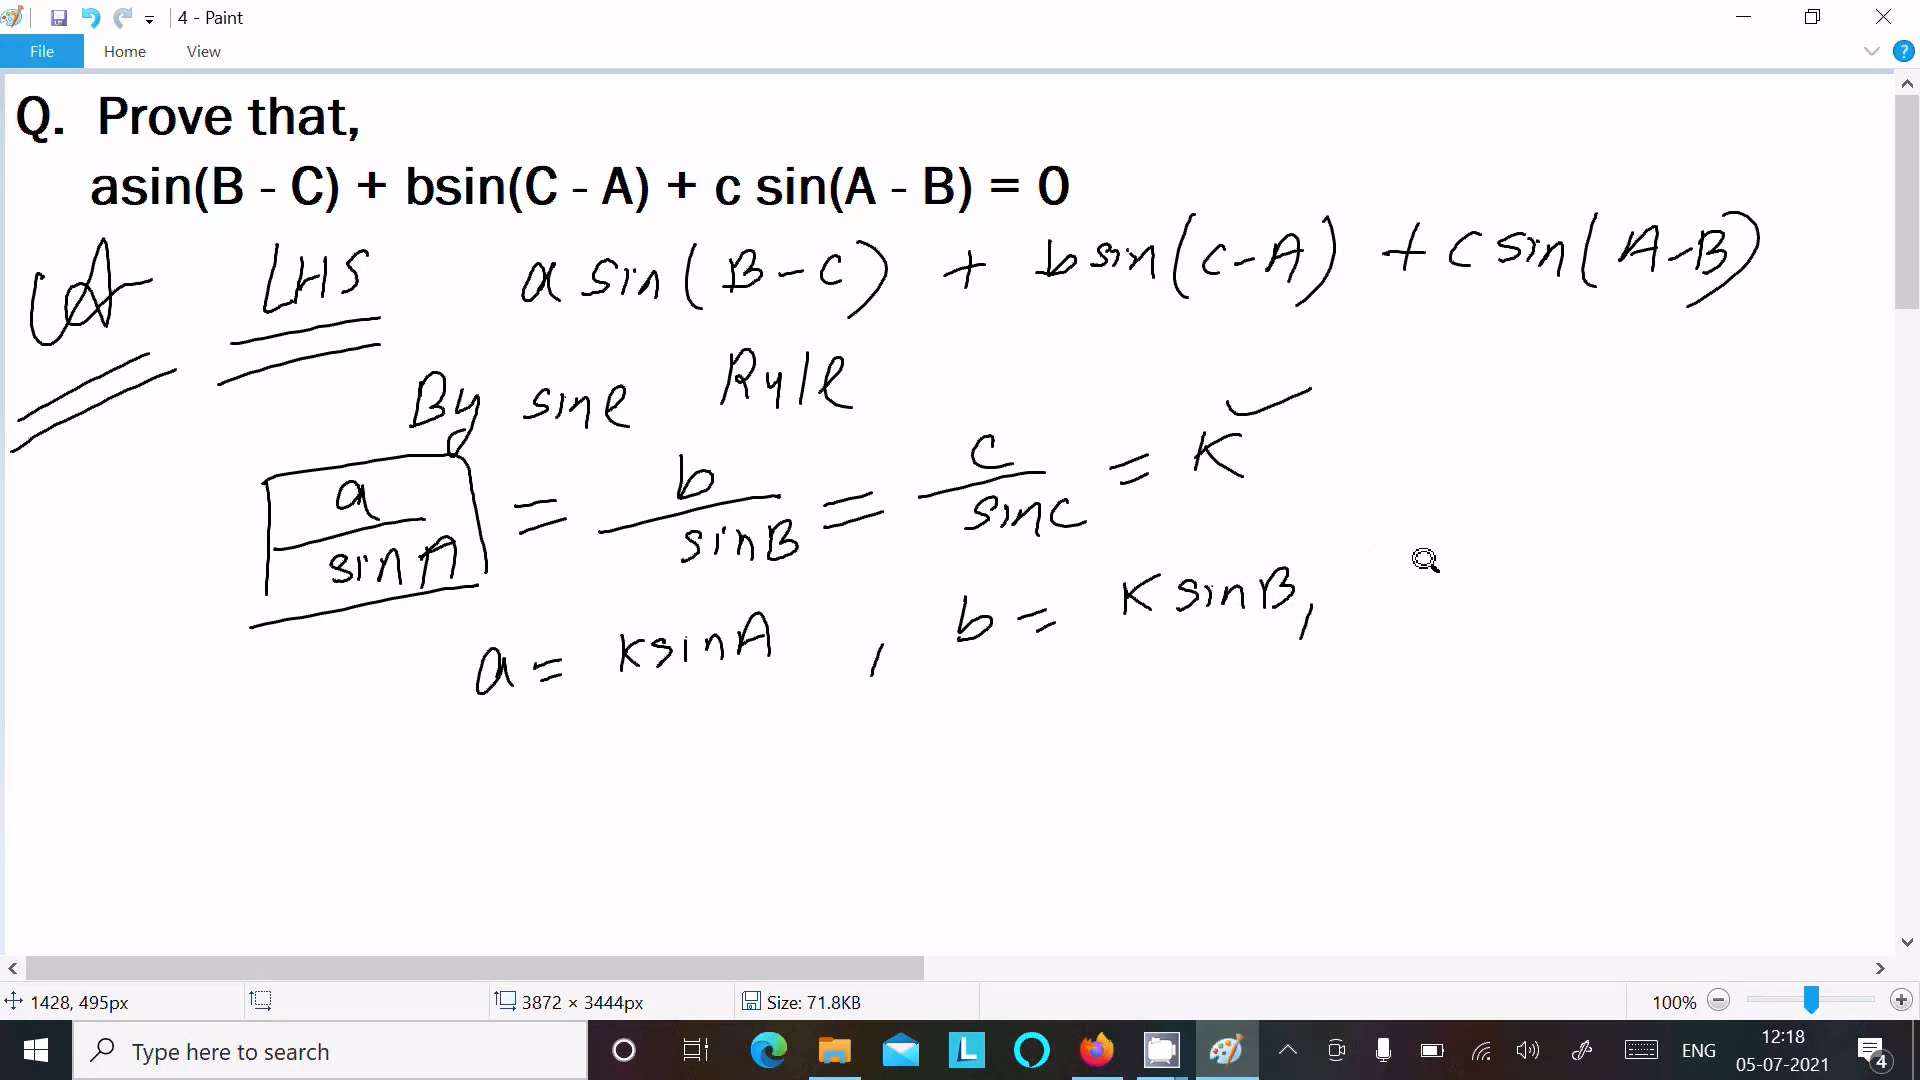 4 - Paint
File Home View
Q. Prove that,
asin(B - C) + bsin(C - A) + c sin(A - B) = 0
LHS a sin(B-C) + b sin(C-A) + c sin(A-B)
By sine Rule
a/sinA = b/sinB = c/sinC = K
a = KsinA , b = K sinB,
1428, 495px 3872 × 3444px Size: 71.8KB 100%
Type here to search L ENG 12:18
05-07-2021 4